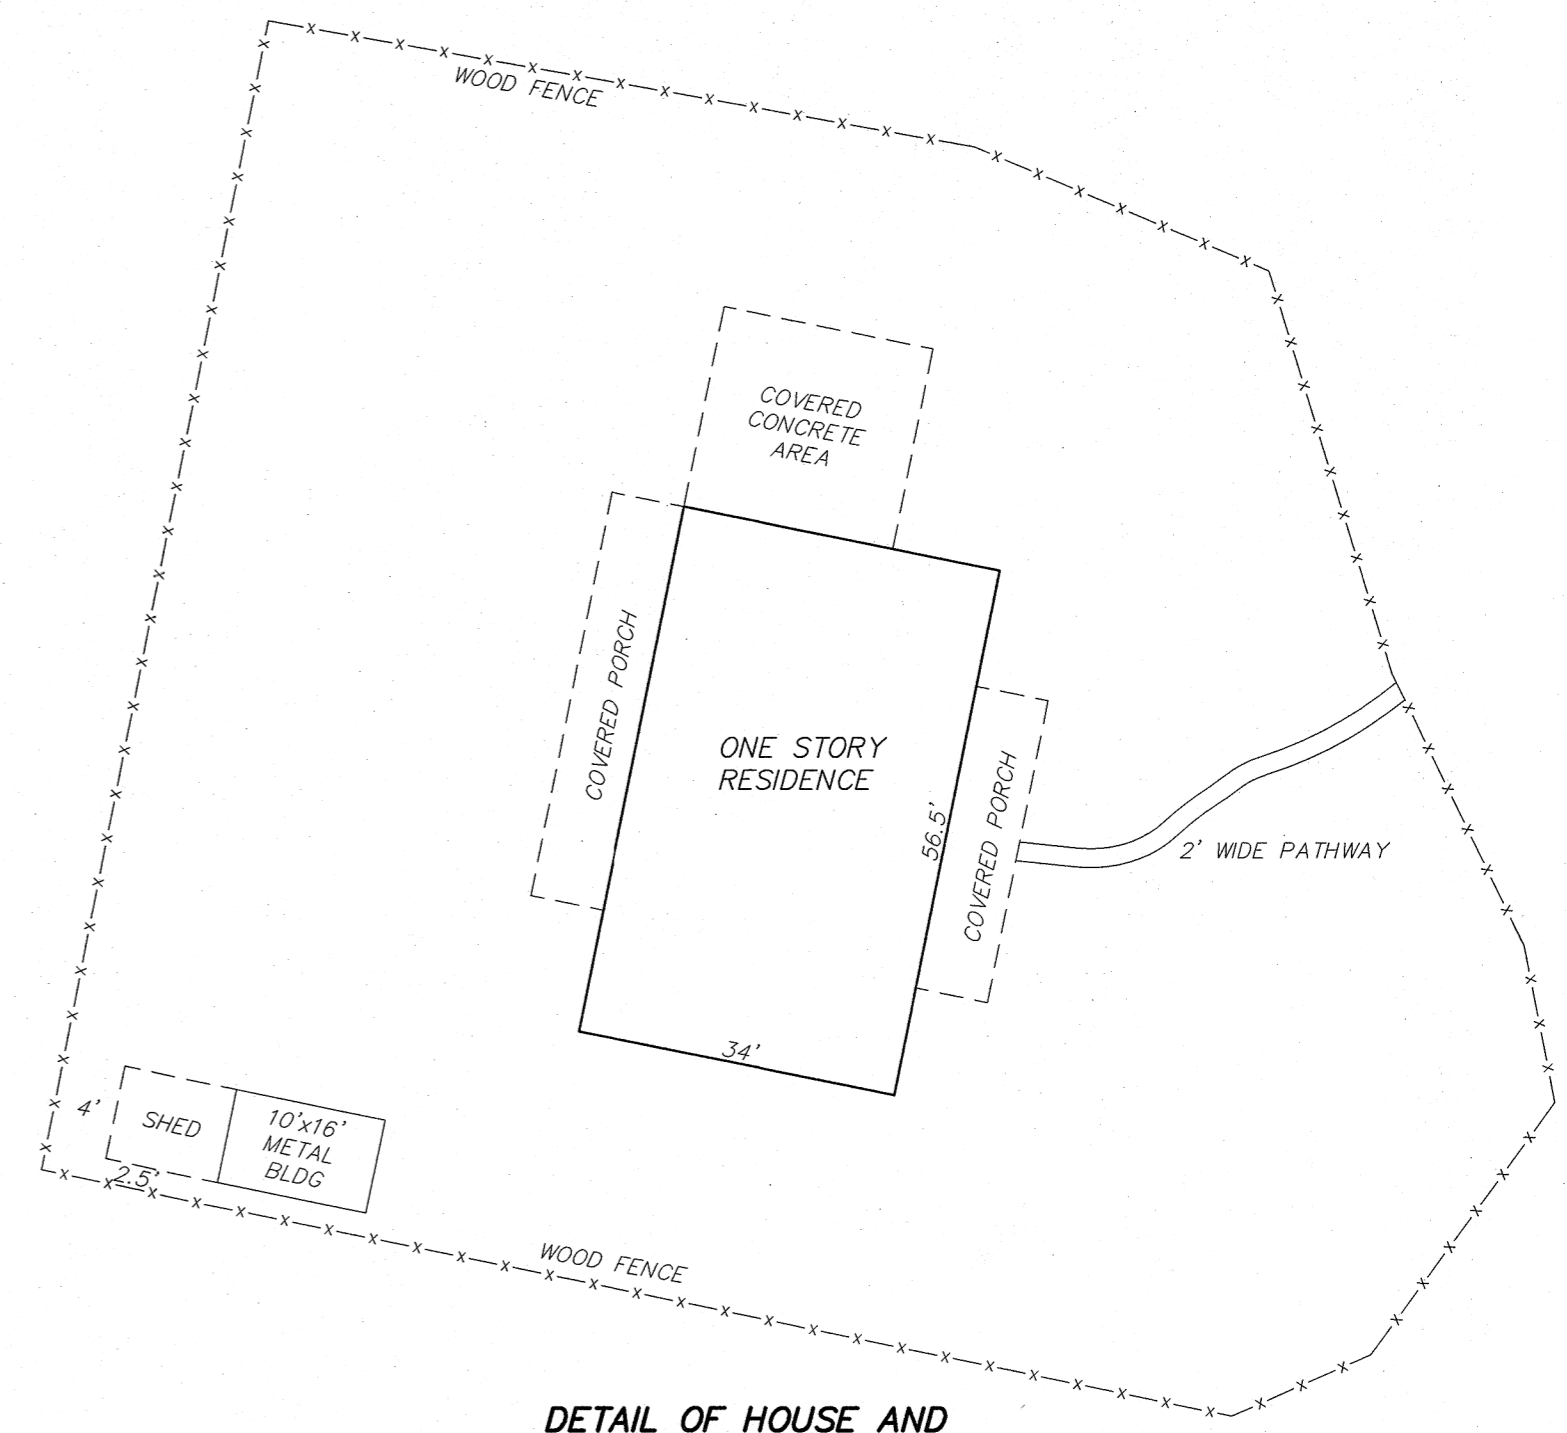 WOOD FENCE
COVERED
CONCRETE
AREA
COVERED PORCH
ONE STORY
RESIDENCE
56.5'
COVERED PORCH
2' WIDE PATHWAY
34'
4'
SHED
10'x16'
METAL
BLDG
2.5'
WOOD FENCE
DETAIL OF HOUSE AND